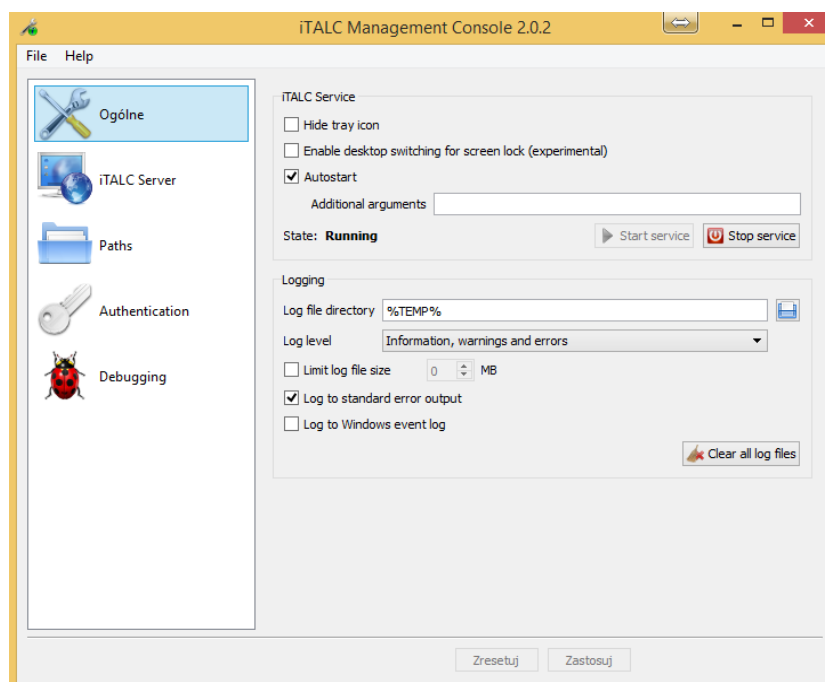 iTALC Management Console 2.0.2
File Help
Ogólne
iTALC Server
Paths
Authentication
Debugging
iTALC Service
Hide tray icon
Enable desktop switching for screen lock (experimental)
Autostart
Additional arguments
State: Running
Start service
Stop service
Logging
Log file directory %TEMP%
Log level Information, warnings and errors
Limit log file size 0 MB
Log to standard error output
Log to Windows event log
Clear all log files
Zresetuj Zastosuj